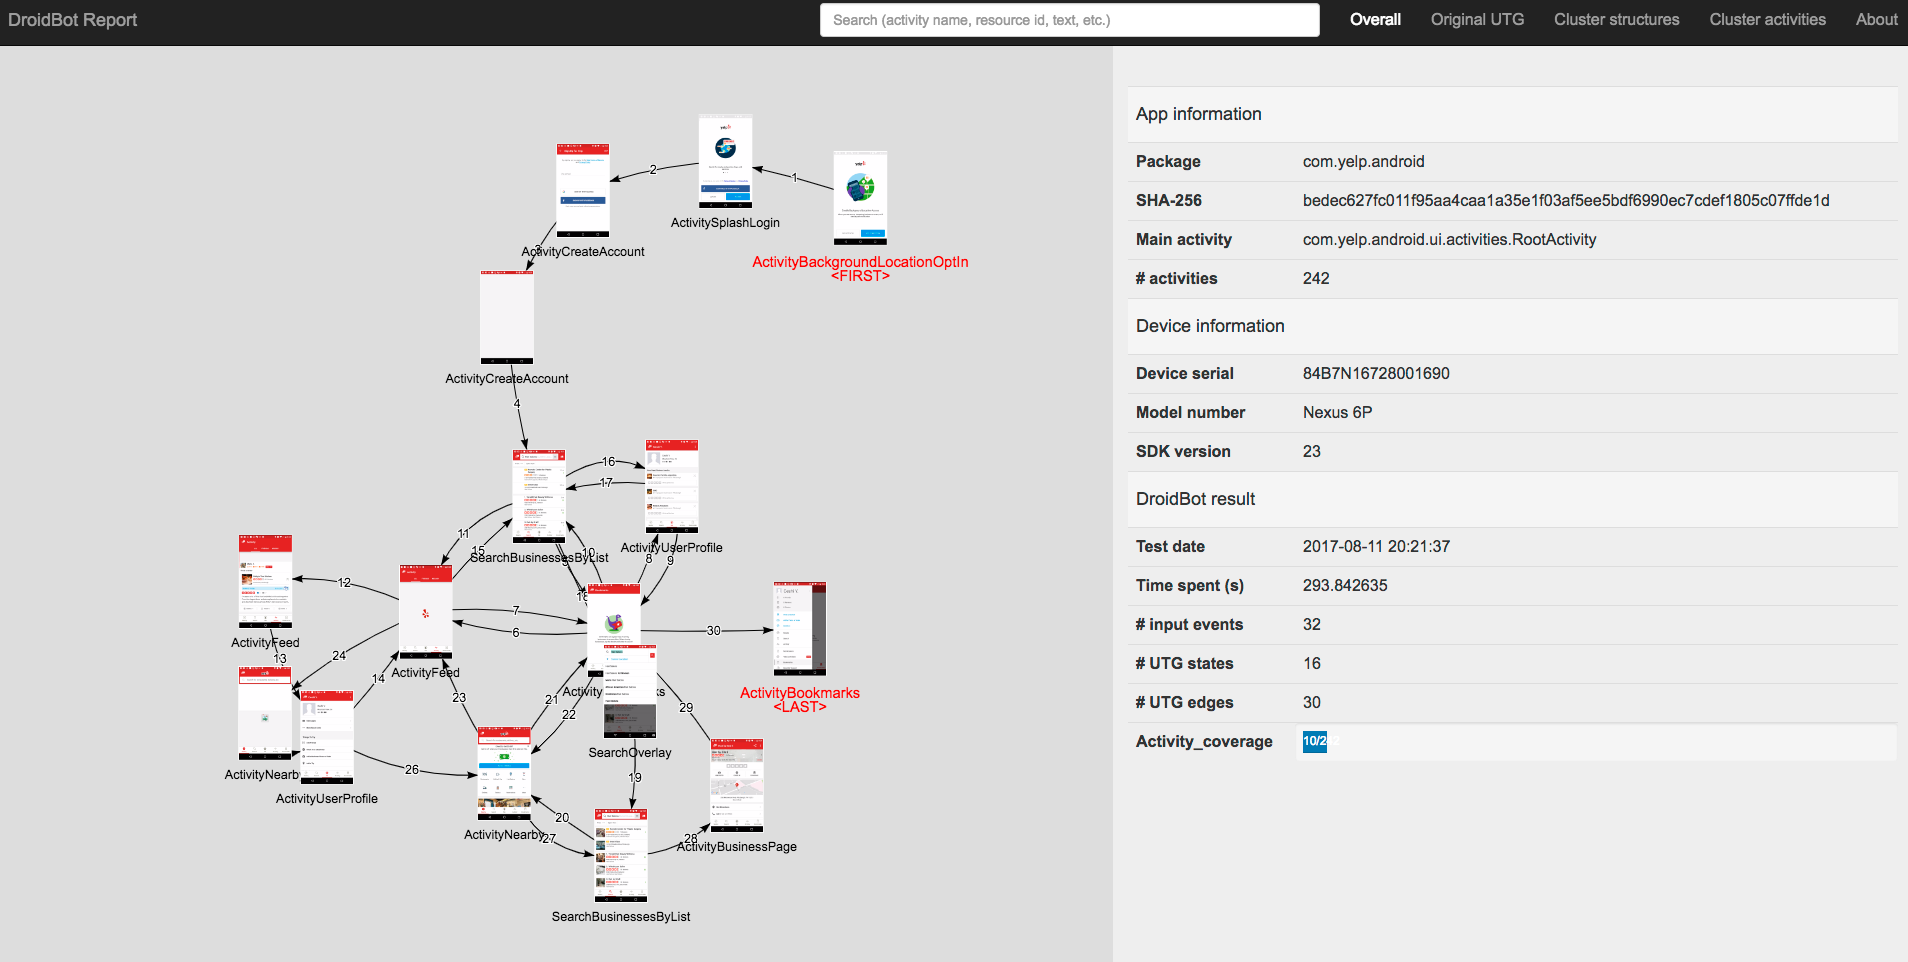 DroidBot Report
Search (activity name, resource id, text, etc.)
Overall
Original UTG
Cluster structures
Cluster activities
About
1
2
ActivitySplashLogin
ActivityCreateAccount
3
ActivityBackgroundLocationOptIn
<FIRST>
ActivityCreateAccount
4
16
17
11
15
SearchBusinessesByList
10
ActivityUserProfile
8
9
5
18
12
7
6
30
ActivityFeed
13
24
14
ActivityFeed
23
21
22
29
ActivityBookmarks
<LAST>
SearchOverlay
26
ActivityNearby
ActivityUserProfile
19
20
27
28
ActivityNearby
ActivityBusinessPage
SearchBusinessesByList
App information
Package com.yelp.android
SHA-256 bedec627fc011f95aa4caa1a35e1f03af5ee5bdf6990ec7cdef1805c07ffde1d
Main activity com.yelp.android.ui.activities.RootActivity
# activities 242
Device information
Device serial 84B7N16728001690
Model number Nexus 6P
SDK version 23
DroidBot result
Test date 2017-08-11 20:21:37
Time spent (s) 293.842635
# input events 32
# UTG states 16
# UTG edges 30
Activity_coverage 10/242